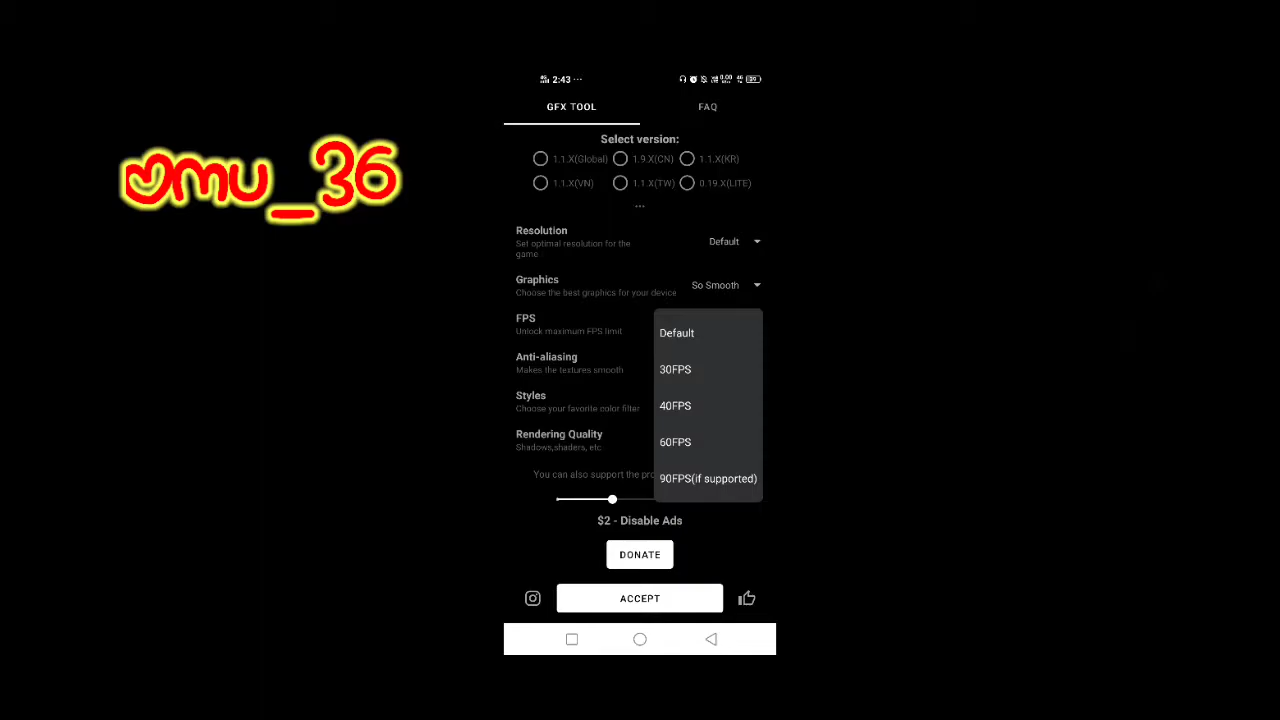 2:43 ...
GFX TOOL
FAQ
Select version:
1.1.X(Global) 1.9.X(CN) 1.1.X(KR)
1.1.X(VN) 1.1.X(TW) 0.19.X(LITE)
...
Resolution
Set optimal resolution for the
game
Default
Graphics
Choose the best graphics for your device
So Smooth
FPS
Unlock maximum FPS limit
Anti-aliasing
Makes the textures smooth
Styles
Choose your favorite color filter
Rendering Quality
Shadows,shaders, etc
Default
30FPS
40FPS
60FPS
90FPS(if supported)
You can also support the pro
$2 - Disable Ads
DONATE
ACCEPT